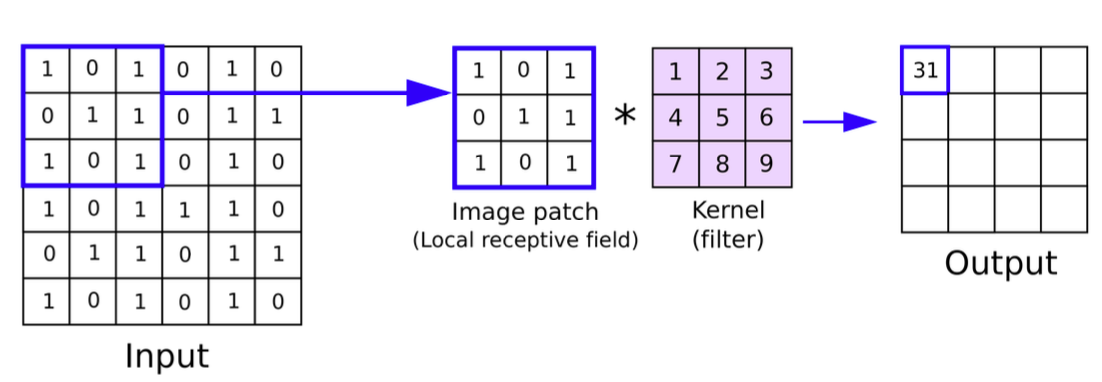 1 0 1 0 1 0
0 1 1 0 1 1
1 0 1 0 1 0
1 0 1 1 1 0
0 1 1 0 1 1
1 0 1 0 1 0
Input
1 0 1
0 1 1
1 0 1
Image patch
(Local receptive field)
*
1 2 3
4 5 6
7 8 9
Kernel
(filter)
31
Output